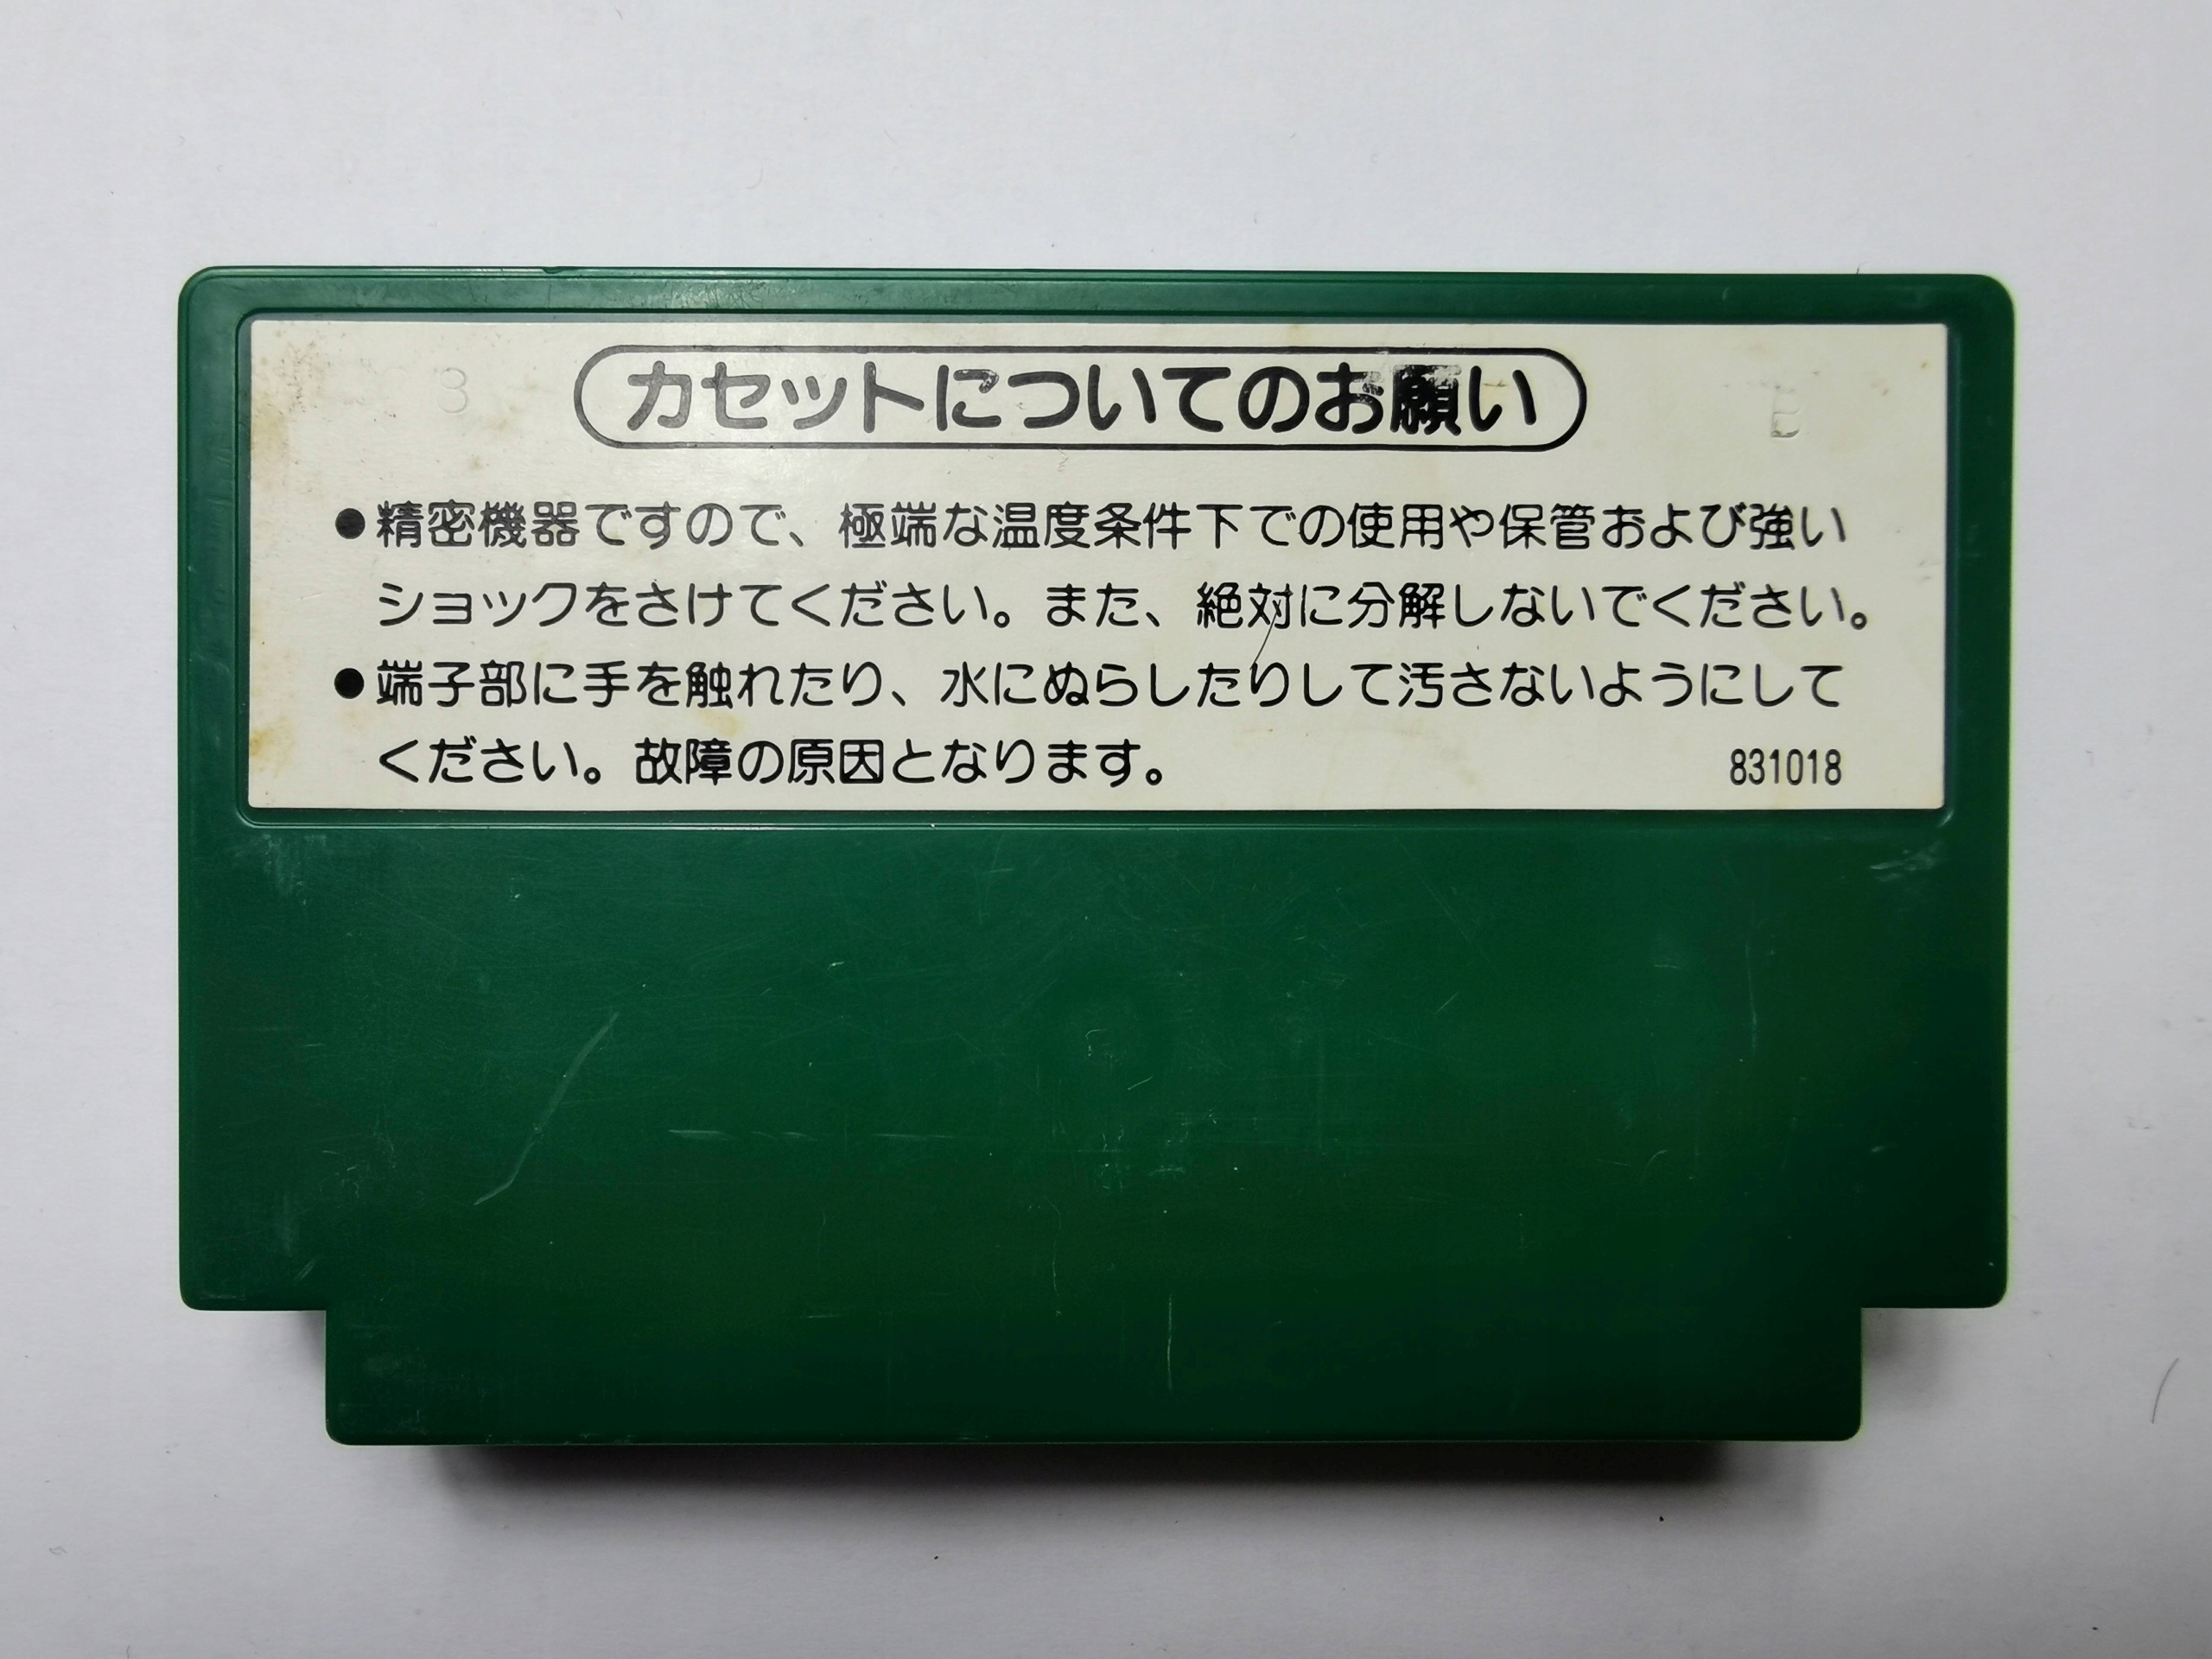 カセットについてのお願い
●精密機器ですので、極端な温度条件下での使用や保管および強い
ショックをさけてください。また、絶対に分解しないでください。
●端子部に手を触れたり、水にぬらしたりして汚さないようにして
ください。故障の原因となります。
831018